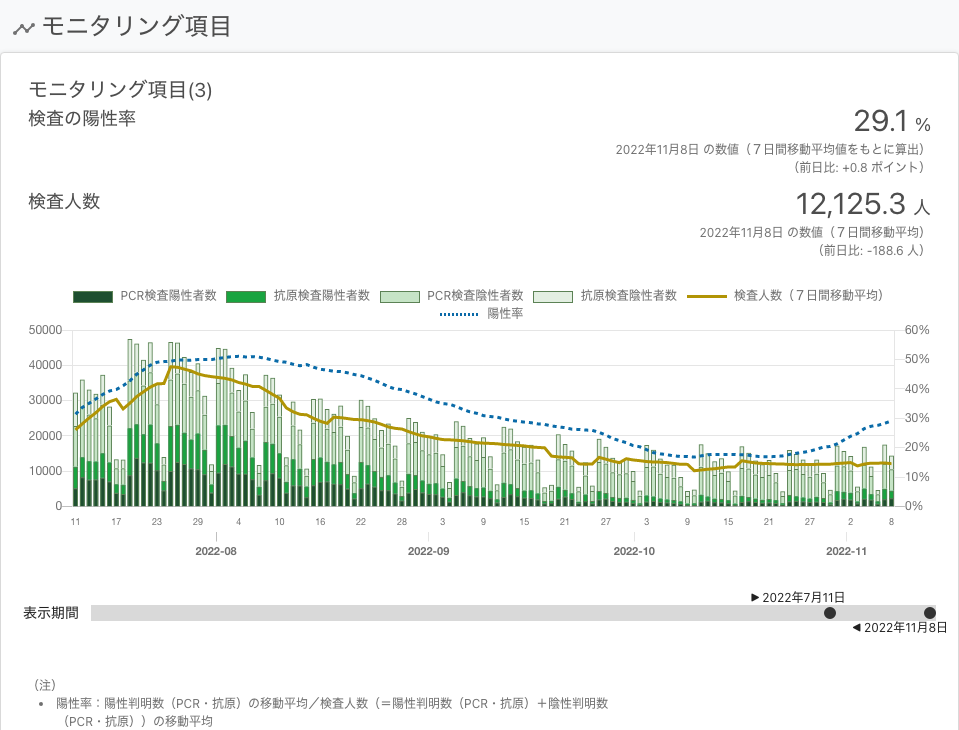 モニタリング項目
モニタリング項目(3)
検査の陽性率
29.1 %
2022年11月8日 の数値（７日間移動平均値をもとに算出）
（前日比: +0.8 ポイント）
検査人数
12,125.3 人
2022年11月8日 の数値（７日間移動平均）
（前日比: -188.6 人）
PCR検査陽性者数 抗原検査陽性者数 PCR検査陰性者数 抗原検査陰性者数 検査人数（７日間移動平均）
陽性率
50000 60%
50%
40000
40%
30000
30%
20000
20%
10000
10%
0 0%
11 17 23 29 4 10 16 22 28 3 9 15 21 27 3 9 15 21 27 2 8
2022-08 2022-09 2022-10 2022-11
▶ 2022年7月11日
表示期間
◀ 2022年11月8日
（注）
• 陽性率：陽性判明数（PCR・抗原）の移動平均／検査人数（＝陽性判明数（PCR・抗原）＋陰性判明数
（PCR・抗原））の移動平均